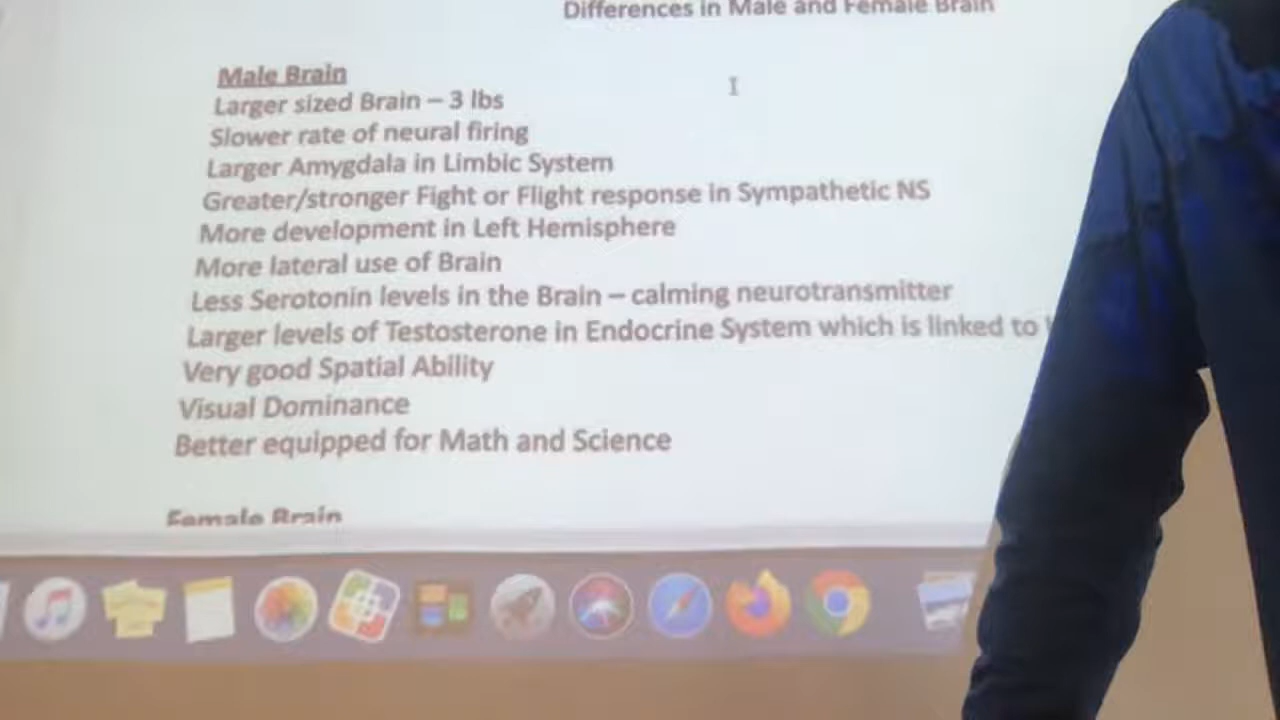 Differences in Male and Female Brain
Male Brain
Larger sized Brain – 3 lbs
Slower rate of neural firing
Larger Amygdala in Limbic System
Greater/stronger Fight or Flight response in Sympathetic NS
More development in Left Hemisphere
More lateral use of Brain
Less Serotonin levels in the Brain – calming neurotransmitter
Larger levels of Testosterone in Endocrine System which is linked to
Very good Spatial Ability
Visual Dominance
Better equipped for Math and Science
Female Brain